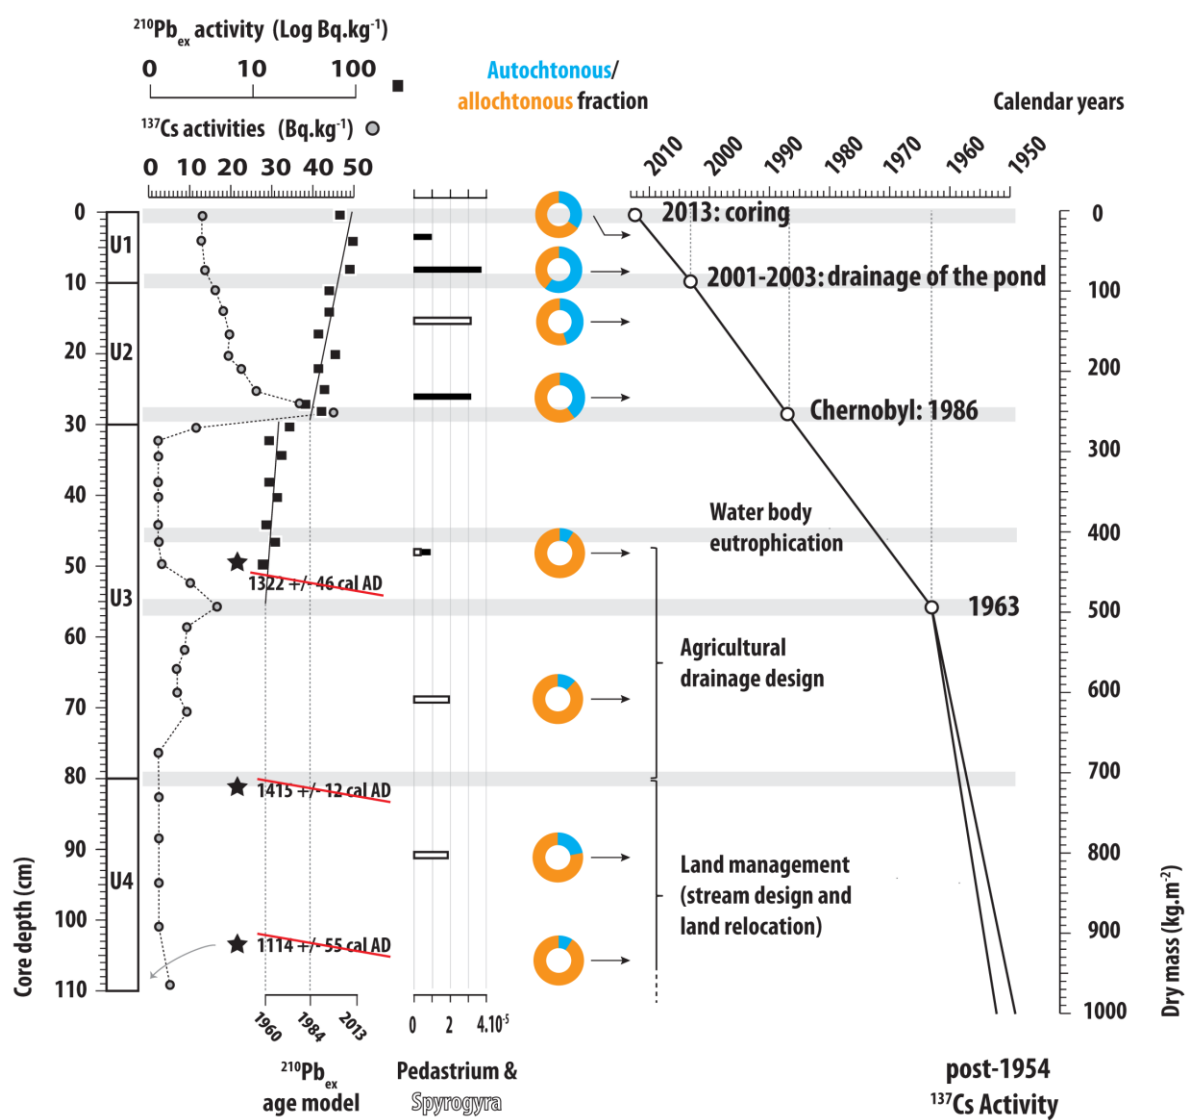 ²¹⁰Pbₑₓ activity (Log Bq.kg⁻¹)
0 10 100
¹³⁷Cs activities (Bq.kg⁻¹)
0 10 20 30 40 50
Autochtonous/
allochtonous fraction
Calendar years
2010 2000 1990 1980 1970 1960 1950
0
10
20
30
40
50
60
70
80
90
100
110
Core depth (cm)
U1
U2
U3
U4
1322 +/- 46 cal AD
1415 +/- 12 cal AD
1114 +/- 55 cal AD
1960 1984 2013
²¹⁰Pbₑₓ
age model
0 2 4.10⁻⁵
Pedastrium &
Spyrogyra
2013: coring
2001-2003: drainage of the pond
Chernobyl: 1986
Water body
eutrophication
1963
Agricultural
drainage design
Land management
(stream design and
land relocation)
0
100
200
300
400
500
600
700
800
900
1000
Dry mass (kg.m⁻²)
post-1954
¹³⁷Cs Activity